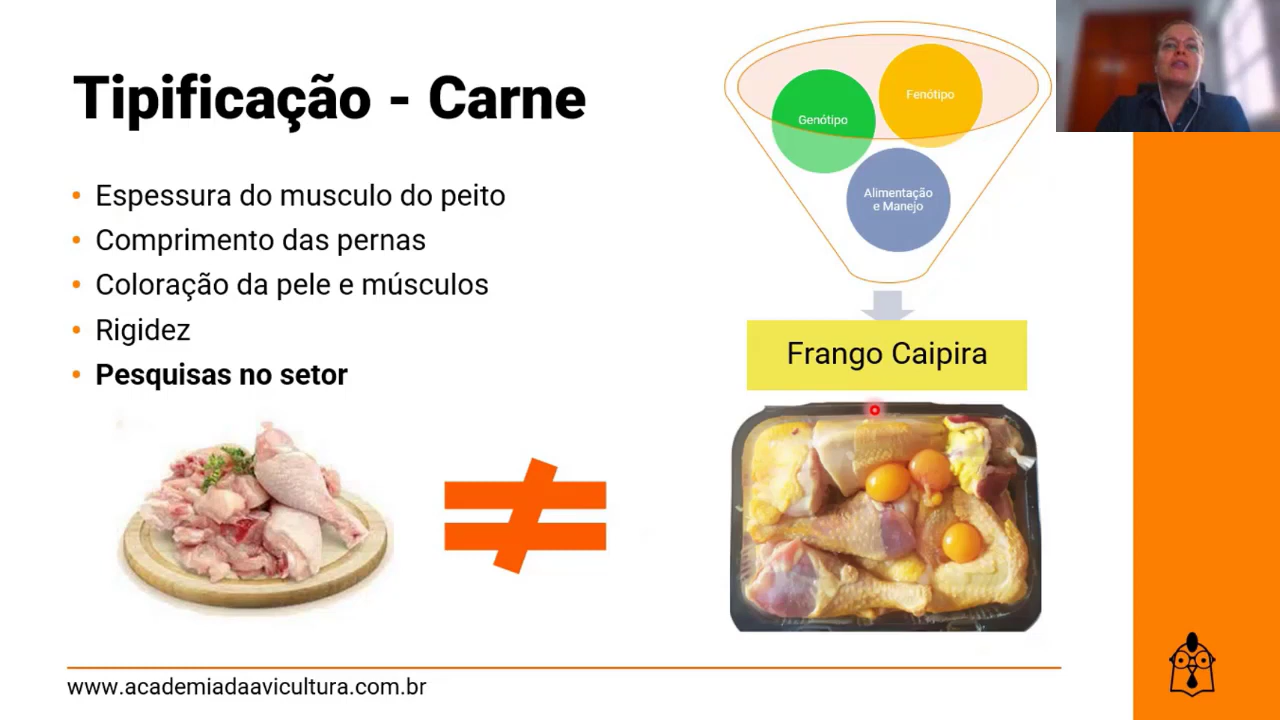 Tipificação - Carne
• Espessura do musculo do peito
• Comprimento das pernas
• Coloração da pele e músculos
• Rigidez
• Pesquisas no setor
Genótipo
Fenótipo
Alimentação
e Manejo
Frango Caipira
www.academiadaavicultura.com.br